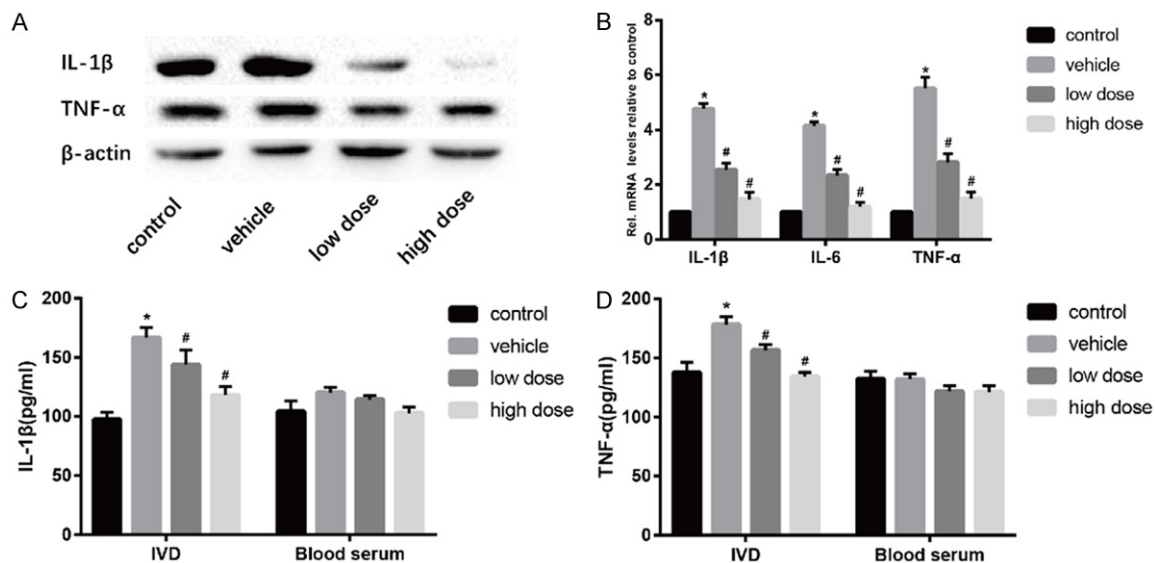 A
IL-1β
TNF-α
β-actin
control
vehicle
low dose
high dose
B
Rel. mRNA levels relative to control
8
6
4
2
0
IL-1β
IL-6
TNF-α
*
#
#
*
#
#
*
#
#
control
vehicle
low dose
high dose
C
IL-1β(pg/ml)
200
150
100
50
0
*
#
#
IVD
Blood serum
control
vehicle
low dose
high dose
D
TNF-α(pg/ml)
200
150
100
50
0
*
#
#
IVD
Blood serum
control
vehicle
low dose
high dose